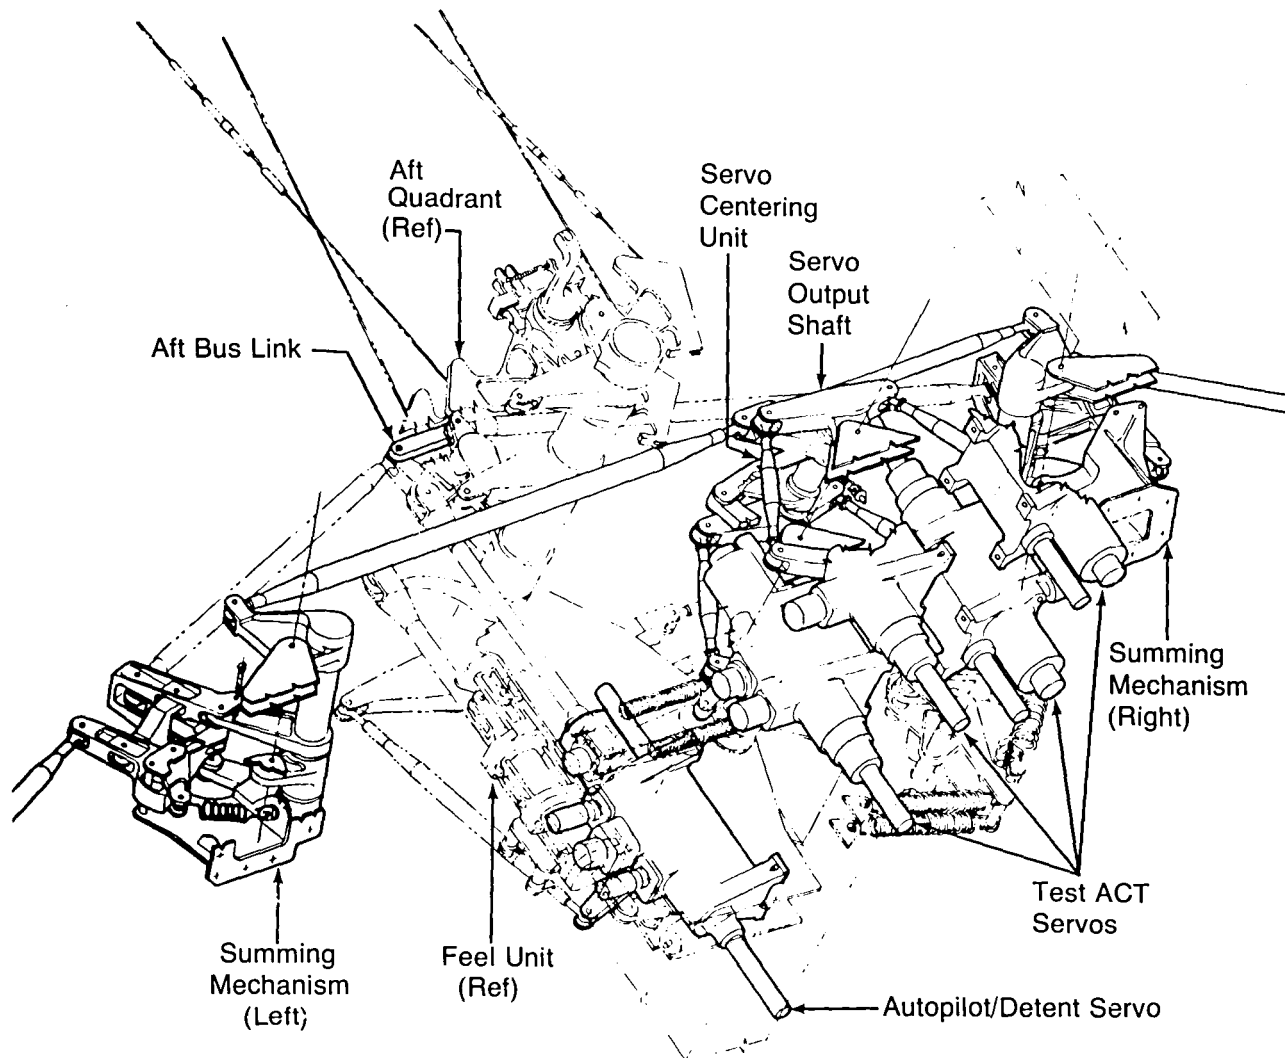 Aft
Quadrant
(Ref)
Servo
Centering
Unit
Servo
Output
Shaft
Aft Bus Link
Summing
Mechanism
(Right)
Test ACT
Servos
Summing
Mechanism
(Left)
Feel Unit
(Ref)
Autopilot/Detent Servo